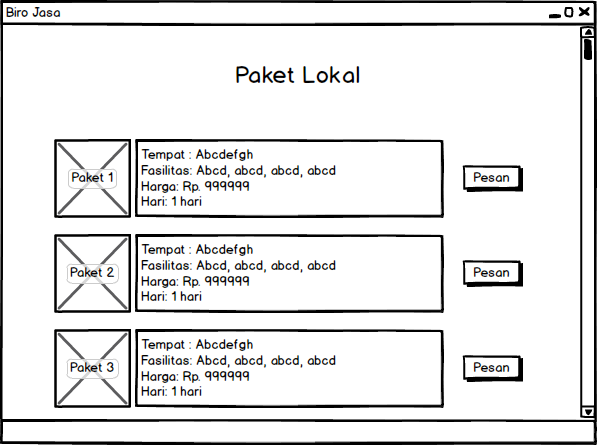 Biro Jasa
Paket Lokal
Paket 1
Tempat : Abcdefgh
Fasilitas: Abcd, abcd, abcd, abcd
Harga: Rp. 999999
Hari: 1 hari
Pesan
Paket 2
Tempat : Abcdefgh
Fasilitas: Abcd, abcd, abcd, abcd
Harga: Rp. 999999
Hari: 1 hari
Pesan
Paket 3
Tempat : Abcdefgh
Fasilitas: Abcd, abcd, abcd, abcd
Harga: Rp. 999999
Hari: 1 hari
Pesan